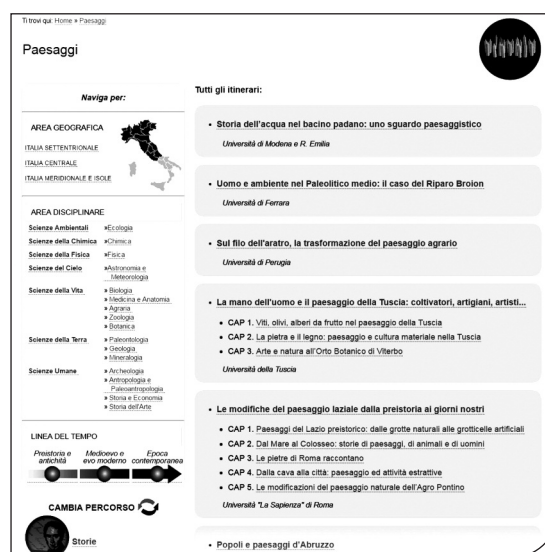 Ti trovi qui: Home » Paesaggi
Paesaggi
Naviga per:
AREA GEOGRAFICA
ITALIA SETTENTRIONALE
ITALIA CENTRALE
ITALIA MERIDIONALE E ISOLE
AREA DISCIPLINARE
Scienze Ambientali »Ecologia
Scienze della Chimica »Chimica
Scienze della Fisica »Fisica
Scienze del Cielo »Astronomia e
Meteorologia
Scienze della Vita » Biologia
» Medicina e Anatomia
» Agraria
» Zoologia
» Botanica
Scienze della Terra » Paleontologia
» Geologia
» Mineralogia
Scienze Umane » Archeologia
» Antropologia e
Paleoantropologia
» Storia e Economia
» Storia dell'Arte
LINEA DEL TEMPO
Preistoria e
antichità
Medioevo e
evo moderno
Epoca
contemporanea
CAMBIA PERCORSO
Storie
Tutti gli itinerari:
• Storia dell'acqua nel bacino padano: uno sguardo paesaggistico
Università di Modena e R. Emilia
• Uomo e ambiente nel Paleolitico medio: il caso del Riparo Broion
Università di Ferrara
• Sul filo dell'aratro, la trasformazione del paesaggio agrario
Università di Perugia
• La mano dell'uomo e il paesaggio della Tuscia: coltivatori, artigiani, artisti...
• CAP 1. Viti, olivi, alberi da frutto nel paesaggio della Tuscia
• CAP 2. La pietra e il legno: paesaggio e cultura materiale nella Tuscia
• CAP 3. Arte e natura all'Orto Botanico di Viterbo
Università della Tuscia
• Le modifiche del paesaggio laziale dalla preistoria ai giorni nostri
• CAP 1. Paesaggi del Lazio preistorico: dalle grotte naturali alle grotticelle artificiali
• CAP 2. Dal Mare al Colosseo: storie di paesaggi, di animali e di uomini
• CAP 3. Le pietre di Roma raccontano
• CAP 4. Dalla cava alla città: paesaggio ed attività estrattive
• CAP 5. Le modificazioni del paesaggio naturale dell'Agro Pontino
Università "La Sapienza" di Roma
• Popoli e paesaggi d'Abruzzo